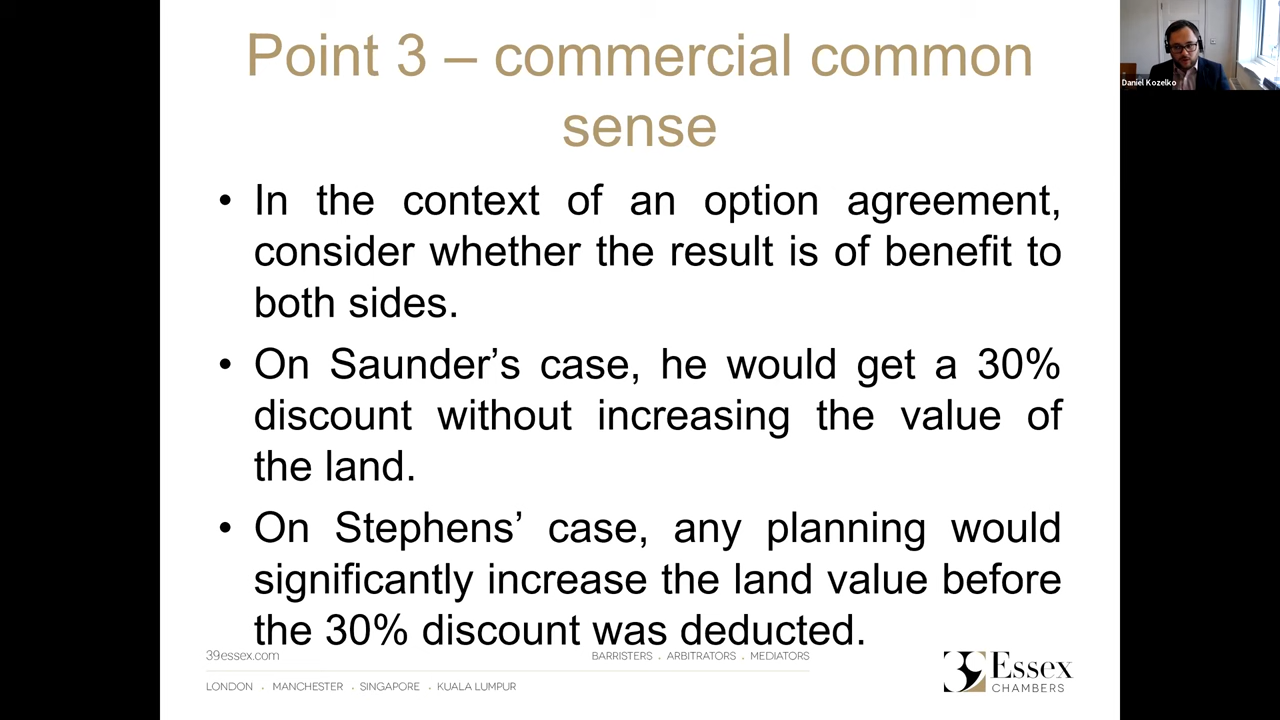 Point 3 – commercial common
sense
• In the context of an option agreement,
consider whether the result is of benefit to
both sides.
• On Saunder’s case, he would get a 30%
discount without increasing the value of
the land.
• On Stephens’ case, any planning would
significantly increase the land value before
the 30% discount was deducted.
39essex.com
BARRISTERS . ARBITRATORS . MEDIATORS
LONDON . MANCHESTER . SINGAPORE . KUALA LUMPUR
39 Essex
CHAMBERS
Daniel Kozelko